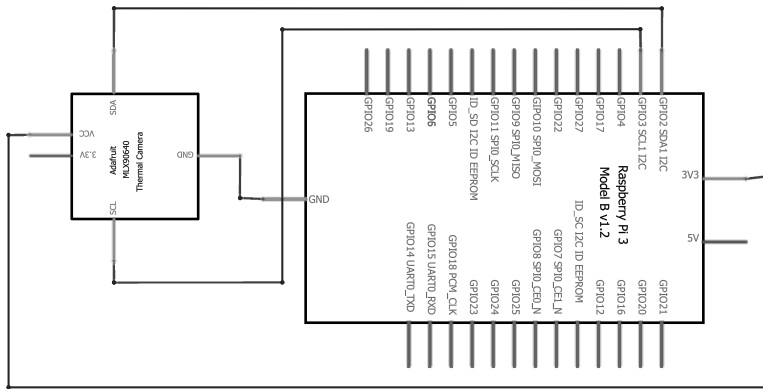 SDA
VCC
3.3V
Adafruit
MLX90640
Thermal Camera
GND
SCL
GPIO26
GPIO19
GPIO13
GPIO6
GPIO5
ID_SD I2C ID EEPROM
GPIO11 SPI0_SCLK
GPIO9 SPI0_MISO
GIPO10 SPI0_MOSI
GPIO22
GPIO27
GPIO17
GPIO4
GPIO3 SCL1 I2C
GPIO2 SDA1 I2C
Raspberry Pi 3
Model B v1.2
3V3
5V
GND
GPIO14 UART0_TXD
GPIO15 UART0_RXD
GPIO18 PCM_CLK
GPIO23
GPIO24
GPIO25
GPIO8 SPI0_CE0_N
GPIO7 SPI0_CE1_N
ID_SC I2C ID EEPROM
GPIO12
GPIO16
GPIO20
GPIO21